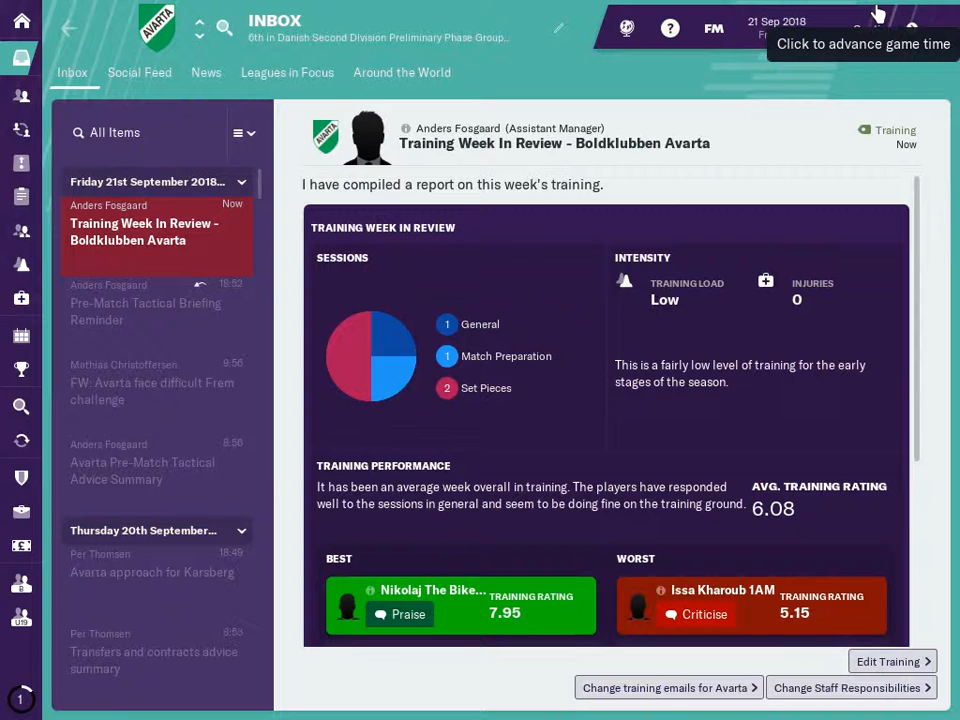 INBOX
6th in Danish Second Division Preliminary Phase Group...
AVARTA
?
FM
21 Sep 2018
Click to advance game time
Inbox
Social Feed
News
Leagues in Focus
Around the World
All Items
Friday 21st September 2018...
Anders Fosgaard
Now
Training Week In Review -
Boldklubben Avarta
Anders Fosgaard
18:52
Pre-Match Tactical Briefing
Reminder
Mathias Christoffersen
9:56
FW: Avarta face difficult Frem
challenge
Anders Fosgaard
8:56
Avarta Pre-Match Tactical
Advice Summary
Thursday 20th September...
Per Thomsen
18:49
Avarta approach for Karsberg
Per Thomsen
8:53
Transfers and contracts advice
summary
AVARTA
Anders Fosgaard (Assistant Manager)
Training Week In Review - Boldklubben Avarta
Training
Now
I have compiled a report on this week's training.
TRAINING WEEK IN REVIEW
SESSIONS
1 General
1 Match Preparation
2 Set Pieces
INTENSITY
TRAINING LOAD
Low
INJURIES
0
This is a fairly low level of training for the early
stages of the season.
TRAINING PERFORMANCE
It has been an average week overall in training. The players have responded
well to the sessions in general and seem to be doing fine on the training ground.
AVG. TRAINING RATING
6.08
BEST
Nikolaj The Bike...
Praise
TRAINING RATING
7.95
WORST
Issa Kharoub 1AM
Criticise
TRAINING RATING
5.15
Edit Training
Change training emails for Avarta
Change Staff Responsibilities
B
U19
1